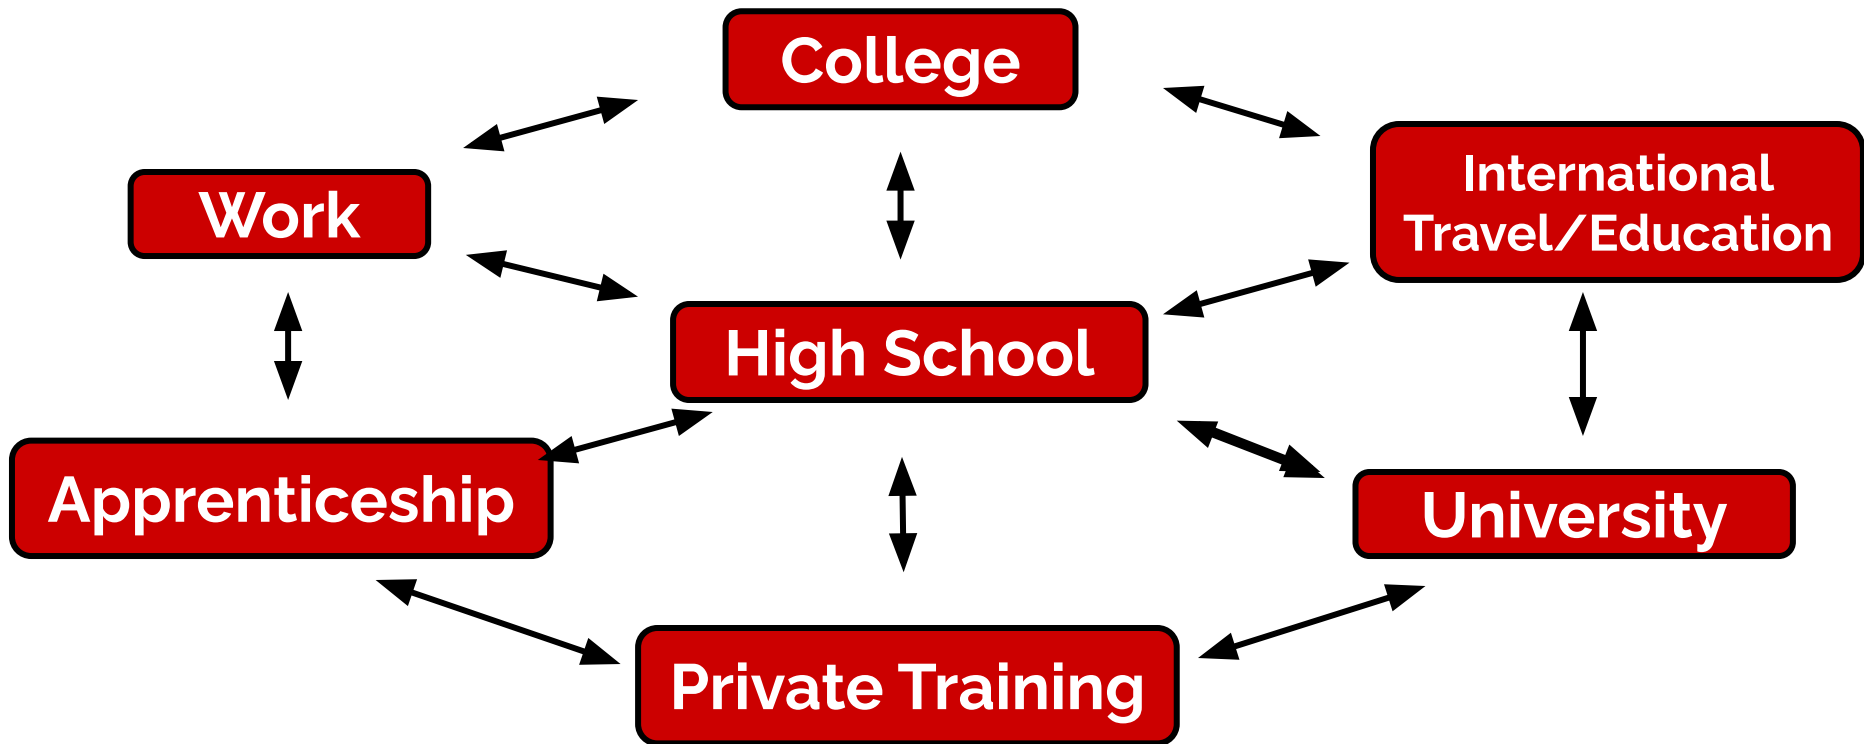 College
Work
International
Travel/Education
High School
Apprenticeship
University
Private Training